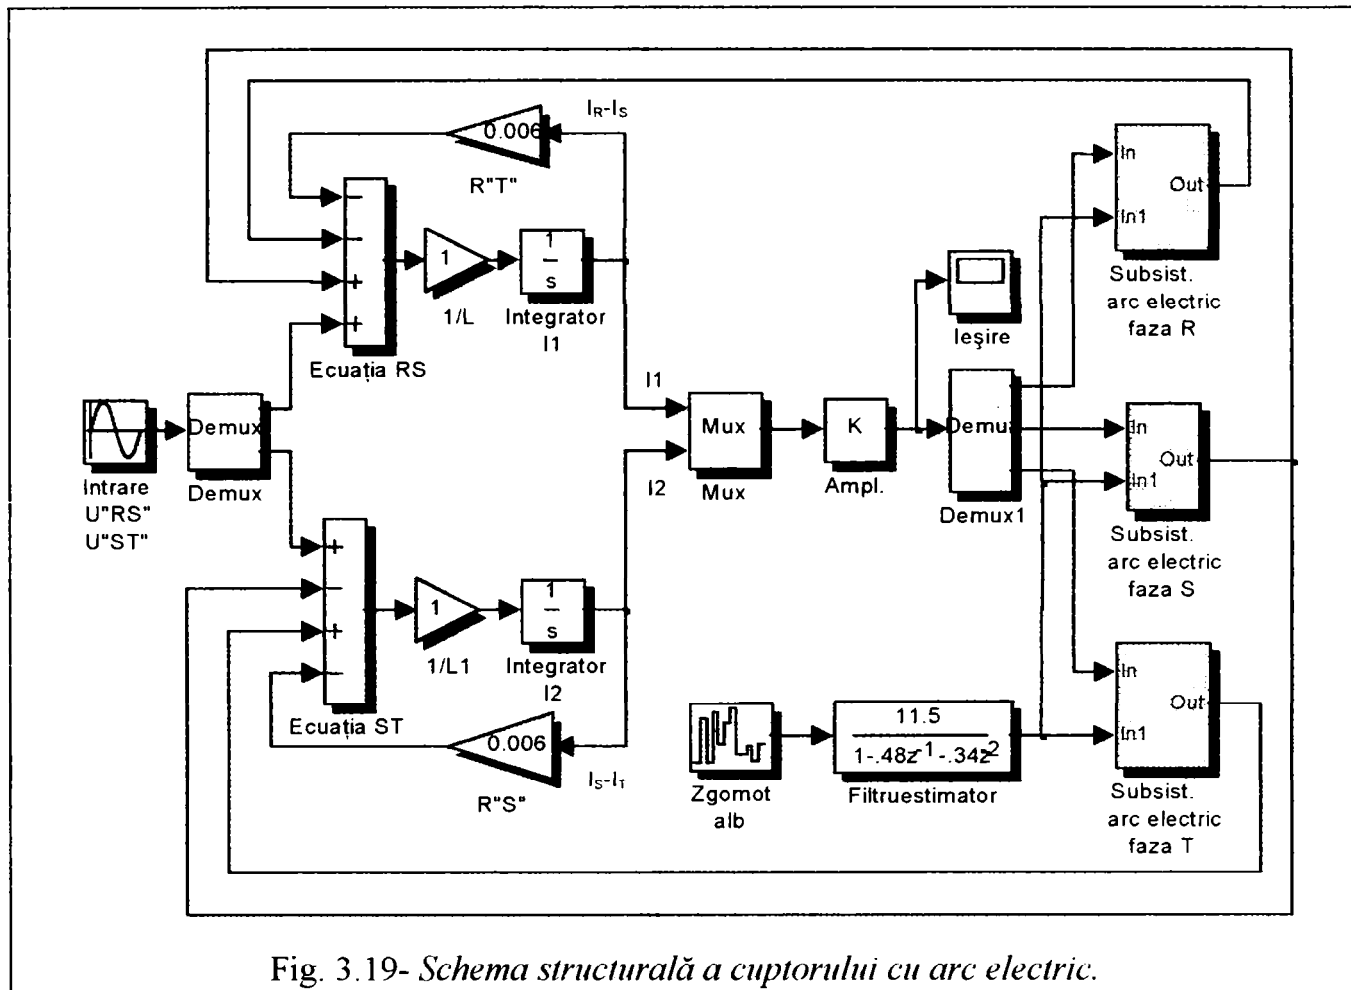 I_R-I_S
0.006
R"T"
In
Out
In1
Subsist.
arc electric
faza R
−
−
+
+
Ecuația RS
1
1/L
1
s
Integrator
I1
Ieșire
I1
I2
Intrare
U"RS"
U"ST"
Demux
Demux
Mux
Mux
K
Ampl.
Demu
Demux1
In
Out
In1
Subsist.
arc electric
faza S
+
−
+
−
Ecuația ST
1
1/L1
1
s
Integrator
I2
0.006
R"S"
I_S-I_T
Zgomot
alb
11.5
1-.48z-1 -.34z-2
Filtruestimator
In
Out
In1
Subsist.
arc electric
faza T
Fig. 3.19- Schema structurală a cuptorului cu arc electric.